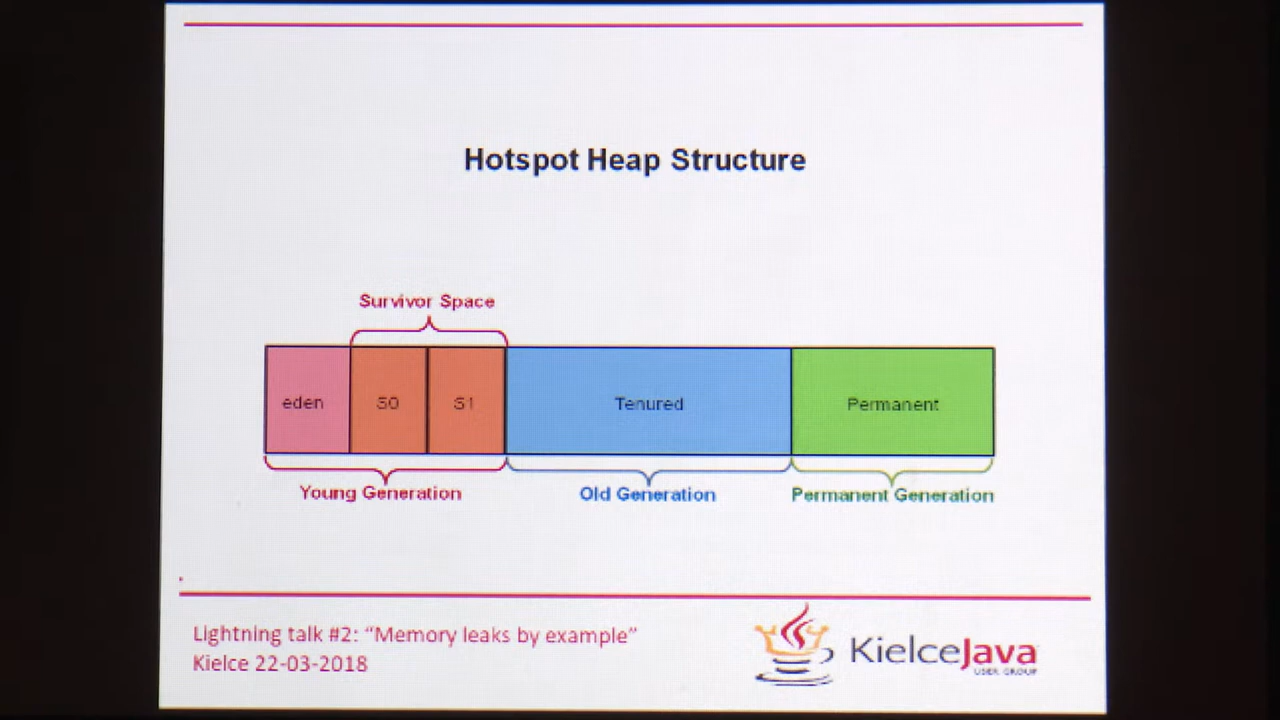 Hotspot Heap Structure
Survivor Space
eden
S0
S1
Tenured
Permanent
Young Generation
Old Generation
Permanent Generation
Lightning talk #2: “Memory leaks by example”
Kielce 22-03-2018
KielceJava
USER GROUP